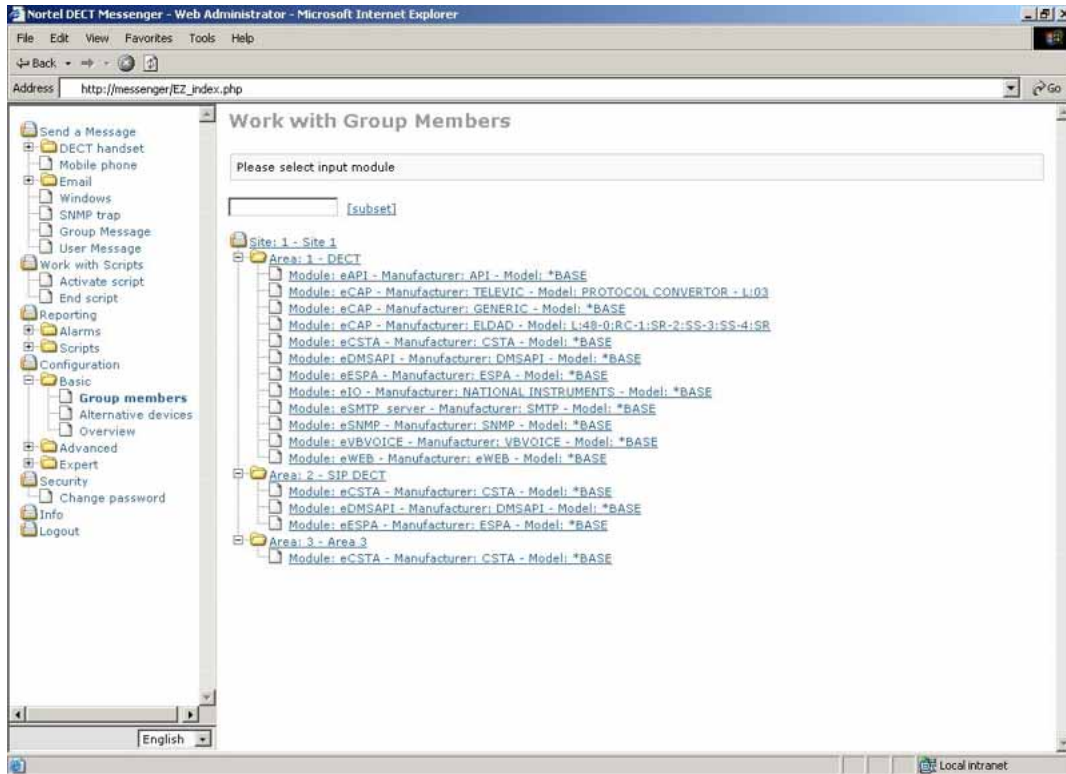 Nortel DECT Messenger - Web Administrator - Microsoft Internet Explorer
File Edit View Favorites Tools Help
Back
Address http://messenger/EZ_index.php Go
Send a Message
DECT handset
Mobile phone
Email
Windows
SNMP trap
Group Message
User Message
Work with Scripts
Activate script
End script
Reporting
Alarms
Scripts
Configuration
Basic
Group members
Alternative devices
Overview
Advanced
Expert
Security
Change password
Info
Logout
English
Work with Group Members
Please select input module
[subset]
Site: 1 - Site 1
Area: 1 - DECT
Module: eAPI - Manufacturer: API - Model: *BASE
Module: eCAP - Manufacturer: TELEVIC - Model: PROTOCOL CONVERTOR - L:03
Module: eCAP - Manufacturer: GENERIC - Model: *BASE
Module: eCAP - Manufacturer: ELDAD - Model: L:48-0:RC-1:SR-2:SS-3:SS-4:SR
Module: eCSTA - Manufacturer: CSTA - Model: *BASE
Module: eDMSAPI - Manufacturer: DMSAPI - Model: *BASE
Module: eESPA - Manufacturer: ESPA - Model: *BASE
Module: eIO - Manufacturer: NATIONAL INSTRUMENTS - Model: *BASE
Module: eSMTP_server - Manufacturer: SMTP - Model: *BASE
Module: eSNMP - Manufacturer: SNMP - Model: *BASE
Module: eVBVOICE - Manufacturer: VBVOICE - Model: *BASE
Module: eWEB - Manufacturer: eWEB - Model: *BASE
Area: 2 - SIP DECT
Module: eCSTA - Manufacturer: CSTA - Model: *BASE
Module: eDMSAPI - Manufacturer: DMSAPI - Model: *BASE
Module: eESPA - Manufacturer: ESPA - Model: *BASE
Area: 3 - Area 3
Module: eCSTA - Manufacturer: CSTA - Model: *BASE
Local intranet